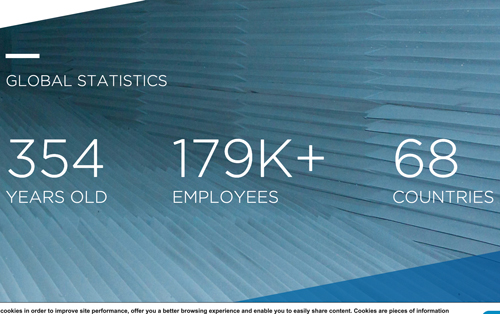 GLOBAL STATISTICS
354 179K+ 68
YEARS OLD EMPLOYEES COUNTRIES
cookies in order to improve site performance, offer you a better browsing experience and enable you to easily share content. Cookies are pieces of information